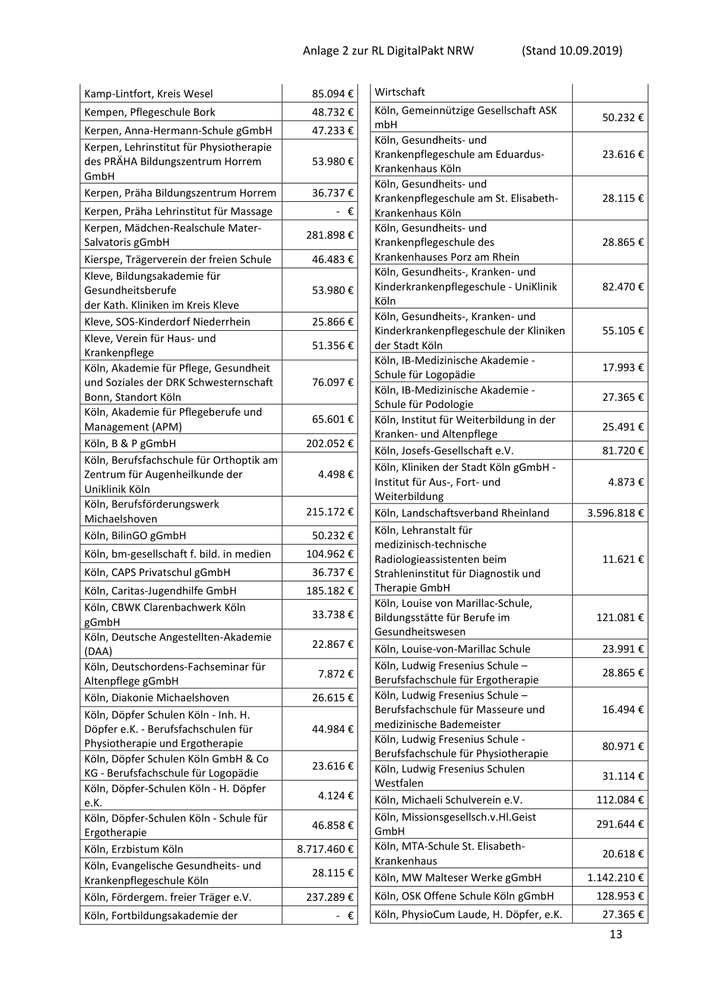 Anlage 2 zur RL DigitalPakt NRW (Stand 10.09.2019)
Kamp-Lintfort, Kreis Wesel 85.094 €
Kempen, Pflegeschule Bork 48.732 €
Kerpen, Anna-Hermann-Schule gGmbH 47.233 €
Kerpen, Lehrinstitut für Physiotherapie
des PRÄHA Bildungszentrum Horrem 53.980 €
GmbH
Kerpen, Präha Bildungszentrum Horrem 36.737 €
Kerpen, Präha Lehrinstitut für Massage - €
Kerpen, Mädchen-Realschule Mater-
Salvatoris gGmbH 281.898 €
Kierspe, Trägerverein der freien Schule 46.483 €
Kleve, Bildungsakademie für
Gesundheitsberufe 53.980 €
der Kath. Kliniken im Kreis Kleve
Kleve, SOS-Kinderdorf Niederrhein 25.866 €
Kleve, Verein für Haus- und
Krankenpflege 51.356 €
Köln, Akademie für Pflege, Gesundheit
und Soziales der DRK Schwesternschaft 76.097 €
Bonn, Standort Köln
Köln, Akademie für Pflegeberufe und
Management (APM) 65.601 €
Köln, B & P gGmbH 202.052 €
Köln, Berufsfachschule für Orthoptik am
Zentrum für Augenheilkunde der 4.498 €
Uniklinik Köln
Köln, Berufsförderungswerk
Michaelshoven 215.172 €
Köln, BilinGO gGmbH 50.232 €
Köln, bm-gesellschaft f. bild. in medien 104.962 €
Köln, CAPS Privatschul gGmbH 36.737 €
Köln, Caritas-Jugendhilfe GmbH 185.182 €
Köln, CBWK Clarenbachwerk Köln
gGmbH 33.738 €
Köln, Deutsche Angestellten-Akademie
(DAA) 22.867 €
Köln, Deutschordens-Fachseminar für
Altenpflege gGmbH 7.872 €
Köln, Diakonie Michaelshoven 26.615 €
Köln, Döpfer Schulen Köln - Inh. H.
Döpfer e.K. - Berufsfachschulen für 44.984 €
Physiotherapie und Ergotherapie
Köln, Döpfer Schulen Köln GmbH & Co
KG - Berufsfachschule für Logopädie 23.616 €
Köln, Döpfer-Schulen Köln - H. Döpfer
e.K. 4.124 €
Köln, Döpfer-Schulen Köln - Schule für
Ergotherapie 46.858 €
Köln, Erzbistum Köln 8.717.460 €
Köln, Evangelische Gesundheits- und
Krankenpflegeschule Köln 28.115 €
Köln, Fördergem. freier Träger e.V. 237.289 €
Köln, Fortbildungsakademie der - €
Wirtschaft
Köln, Gemeinnützige Gesellschaft ASK
mbH 50.232 €
Köln, Gesundheits- und
Krankenpflegeschule am Eduardus- 23.616 €
Krankenhaus Köln
Köln, Gesundheits- und
Krankenpflegeschule am St. Elisabeth- 28.115 €
Krankenhaus Köln
Köln, Gesundheits- und
Krankenpflegeschule des 28.865 €
Krankenhauses Porz am Rhein
Köln, Gesundheits-, Kranken- und
Kinderkrankenpflegeschule - UniKlinik 82.470 €
Köln
Köln, Gesundheits-, Kranken- und
Kinderkrankenpflegeschule der Kliniken 55.105 €
der Stadt Köln
Köln, IB-Medizinische Akademie -
Schule für Logopädie 17.993 €
Köln, IB-Medizinische Akademie -
Schule für Podologie 27.365 €
Köln, Institut für Weiterbildung in der
Kranken- und Altenpflege 25.491 €
Köln, Josefs-Gesellschaft e.V. 81.720 €
Köln, Kliniken der Stadt Köln gGmbH -
Institut für Aus-, Fort- und 4.873 €
Weiterbildung
Köln, Landschaftsverband Rheinland 3.596.818 €
Köln, Lehranstalt für
medizinisch-technische
Radiologieassistenten beim 11.621 €
Strahleninstitut für Diagnostik und
Therapie GmbH
Köln, Louise von Marillac-Schule,
Bildungsstätte für Berufe im 121.081 €
Gesundheitswesen
Köln, Louise-von-Marillac Schule 23.991 €
Köln, Ludwig Fresenius Schule –
Berufsfachschule für Ergotherapie 28.865 €
Köln, Ludwig Fresenius Schule –
Berufsfachschule für Masseure und 16.494 €
medizinische Bademeister
Köln, Ludwig Fresenius Schule -
Berufsfachschule für Physiotherapie 80.971 €
Köln, Ludwig Fresenius Schulen
Westfalen 31.114 €
Köln, Michaeli Schulverein e.V. 112.084 €
Köln, Missionsgesellsch.v.Hl.Geist
GmbH 291.644 €
Köln, MTA-Schule St. Elisabeth-
Krankenhaus 20.618 €
Köln, MW Malteser Werke gGmbH 1.142.210 €
Köln, OSK Offene Schule Köln gGmbH 128.953 €
Köln, PhysioCum Laude, H. Döpfer, e.K. 27.365 €
13